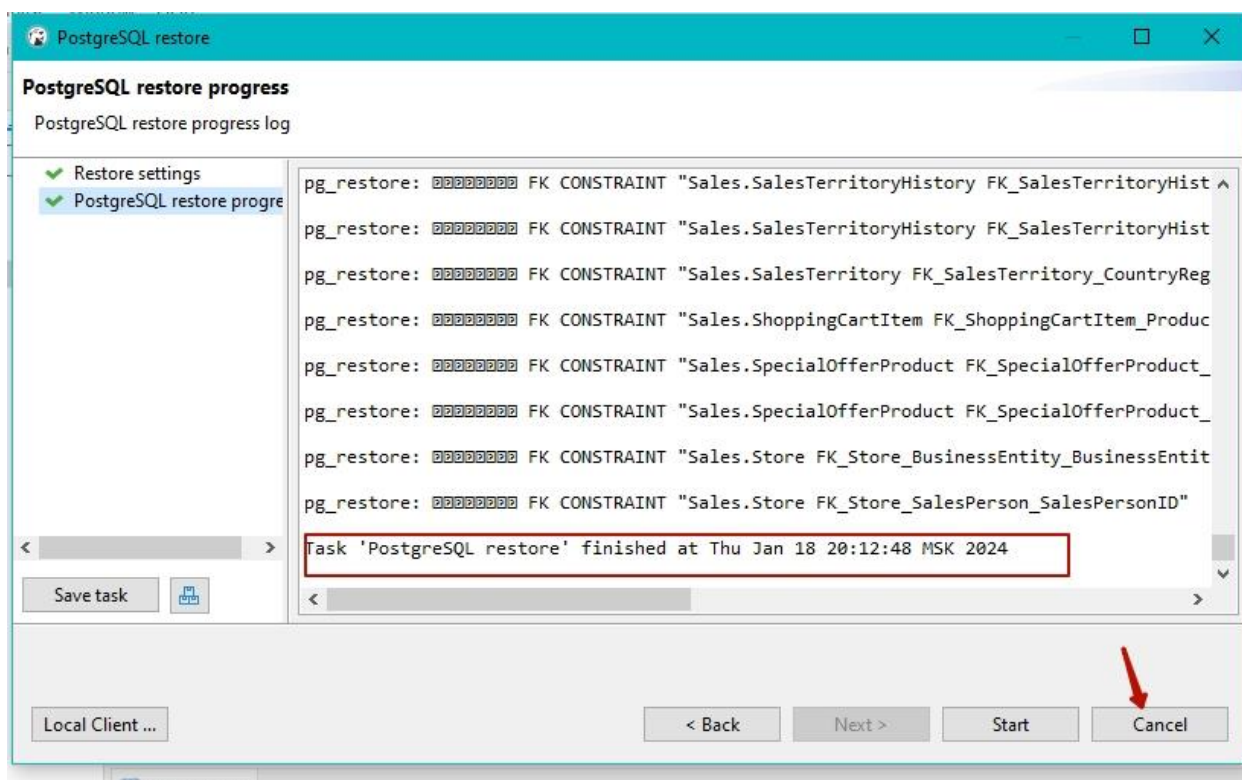 PostgreSQL restore
PostgreSQL restore progress
PostgreSQL restore progress log
Restore settings
PostgreSQL restore progre
pg_restore: FK CONSTRAINT "Sales.SalesTerritoryHistory FK_SalesTerritoryHist
pg_restore: FK CONSTRAINT "Sales.SalesTerritoryHistory FK_SalesTerritoryHist
pg_restore: FK CONSTRAINT "Sales.SalesTerritory FK_SalesTerritory_CountryReg
pg_restore: FK CONSTRAINT "Sales.ShoppingCartItem FK_ShoppingCartItem_Produc
pg_restore: FK CONSTRAINT "Sales.SpecialOfferProduct FK_SpecialOfferProduct_
pg_restore: FK CONSTRAINT "Sales.SpecialOfferProduct FK_SpecialOfferProduct_
pg_restore: FK CONSTRAINT "Sales.Store FK_Store_BusinessEntity_BusinessEntit
pg_restore: FK CONSTRAINT "Sales.Store FK_Store_SalesPerson_SalesPersonID"
Task 'PostgreSQL restore' finished at Thu Jan 18 20:12:48 MSK 2024
Save task
Local Client ...
< Back
Next >
Start
Cancel